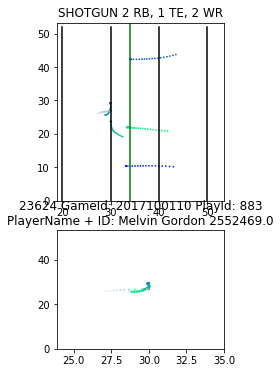 SHOTGUN 2 RB, 1 TE, 2 WR
50
40
30
20
10
0
20 30 40 50
23624 GameId: 2017100110 PlayId: 883
PlayerName + ID: Melvin Gordon 2552469.0
40
20
0
25.0 27.5 30.0 32.5 35.0